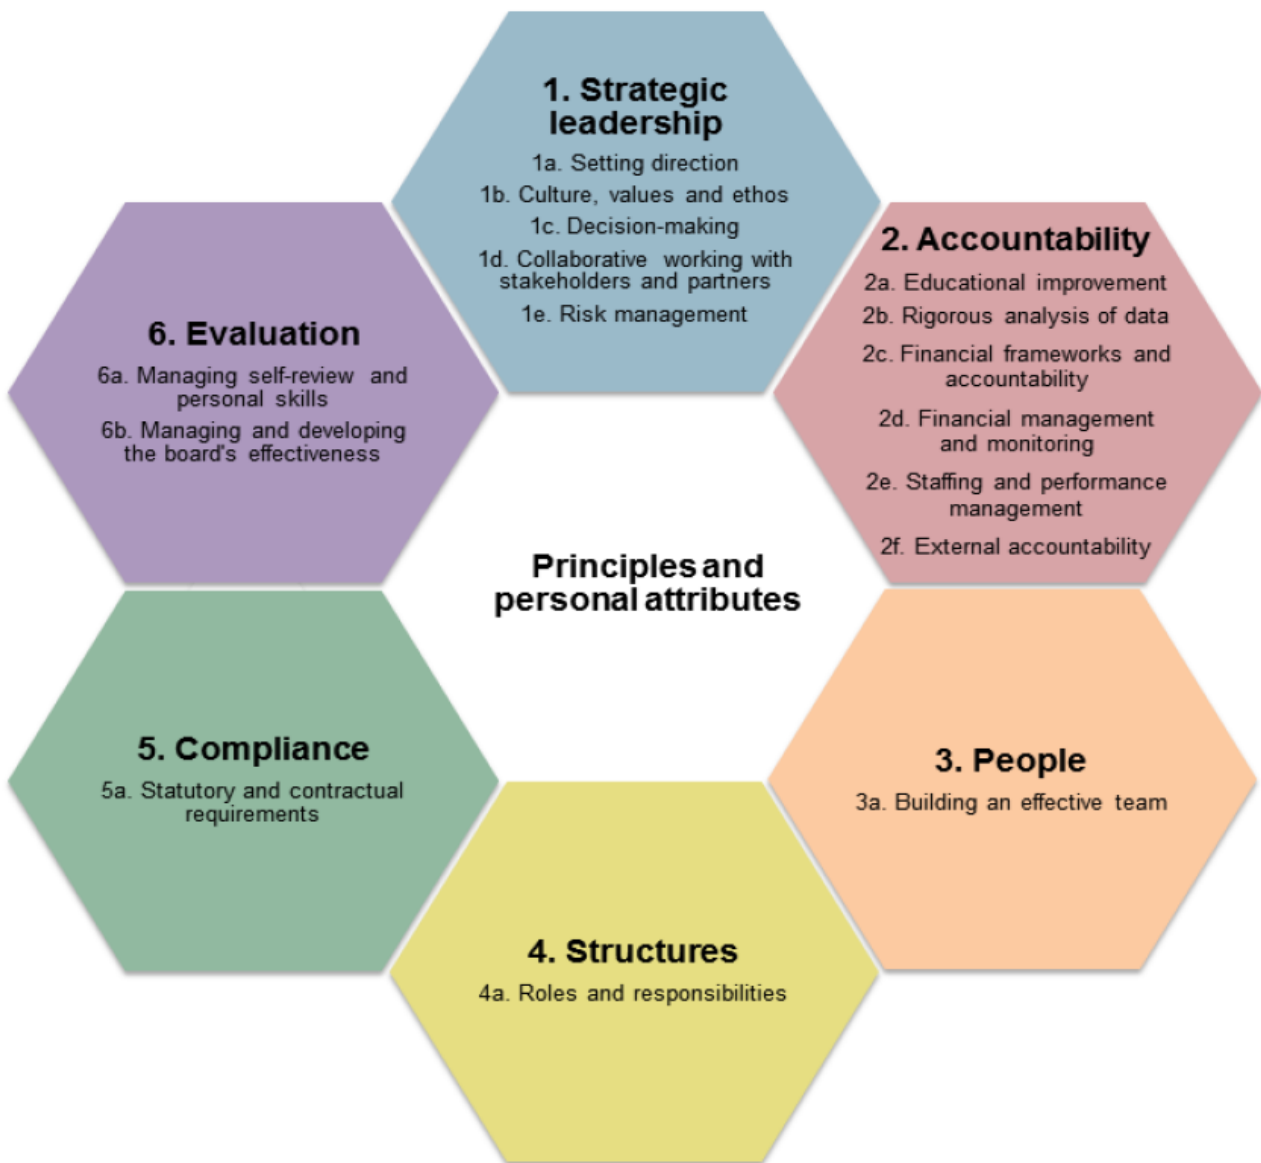 1. Strategic
leadership
1a. Setting direction
1b. Culture, values and ethos
1c. Decision-making
1d. Collaborative working with
stakeholders and partners
1e. Risk management
2. Accountability
2a. Educational improvement
2b. Rigorous analysis of data
2c. Financial frameworks and
accountability
2d. Financial management
and monitoring
2e. Staffing and performance
management
2f. External accountability
3. People
3a. Building an effective team
4. Structures
4a. Roles and responsibilities
5. Compliance
5a. Statutory and contractual
requirements
6. Evaluation
6a. Managing self-review and
personal skills
6b. Managing and developing
the board's effectiveness
Principles and
personal attributes